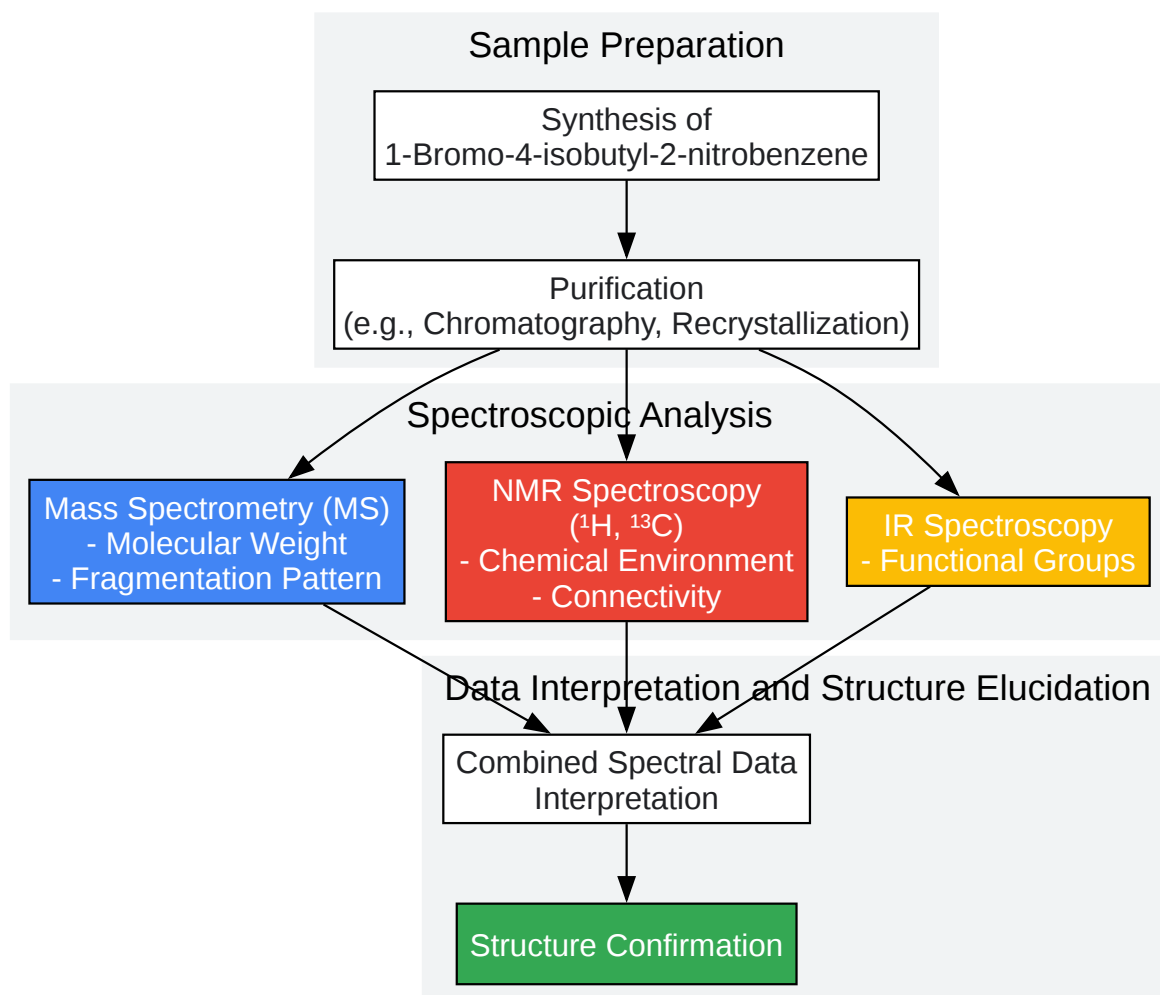 Sample Preparation
Synthesis of
1-Bromo-4-isobutyl-2-nitrobenzene
Purification
(e.g., Chromatography, Recrystallization)
Spectroscopic Analysis
Mass Spectrometry (MS)
- Molecular Weight
- Fragmentation Pattern
NMR Spectroscopy
(¹H, ¹³C)
- Chemical Environment
- Connectivity
IR Spectroscopy
- Functional Groups
Data Interpretation and Structure Elucidation
Combined Spectral Data
Interpretation
Structure Confirmation